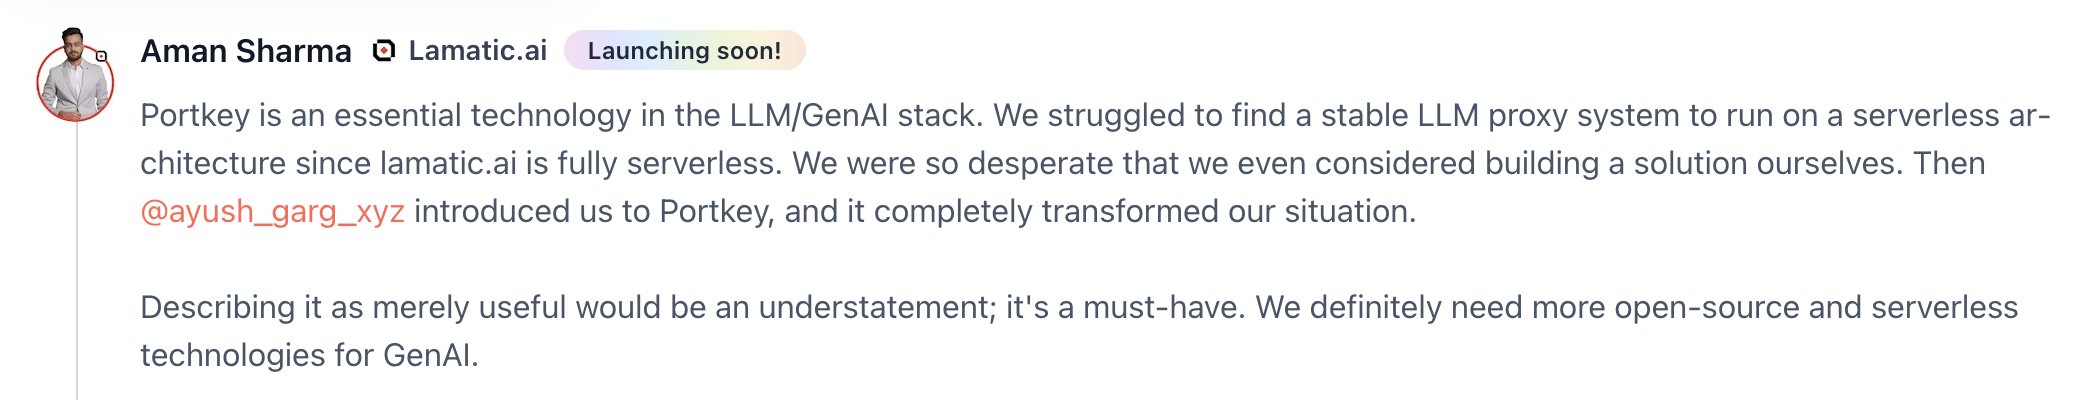 Aman Sharma Lamatic.ai Launching soon!
Portkey is an essential technology in the LLM/GenAI stack. We struggled to find a stable LLM proxy system to run on a serverless ar-
chitecture since lamatic.ai is fully serverless. We were so desperate that we even considered building a solution ourselves. Then
@ayush_garg_xyz introduced us to Portkey, and it completely transformed our situation.
Describing it as merely useful would be an understatement; it's a must-have. We definitely need more open-source and serverless
technologies for GenAI.